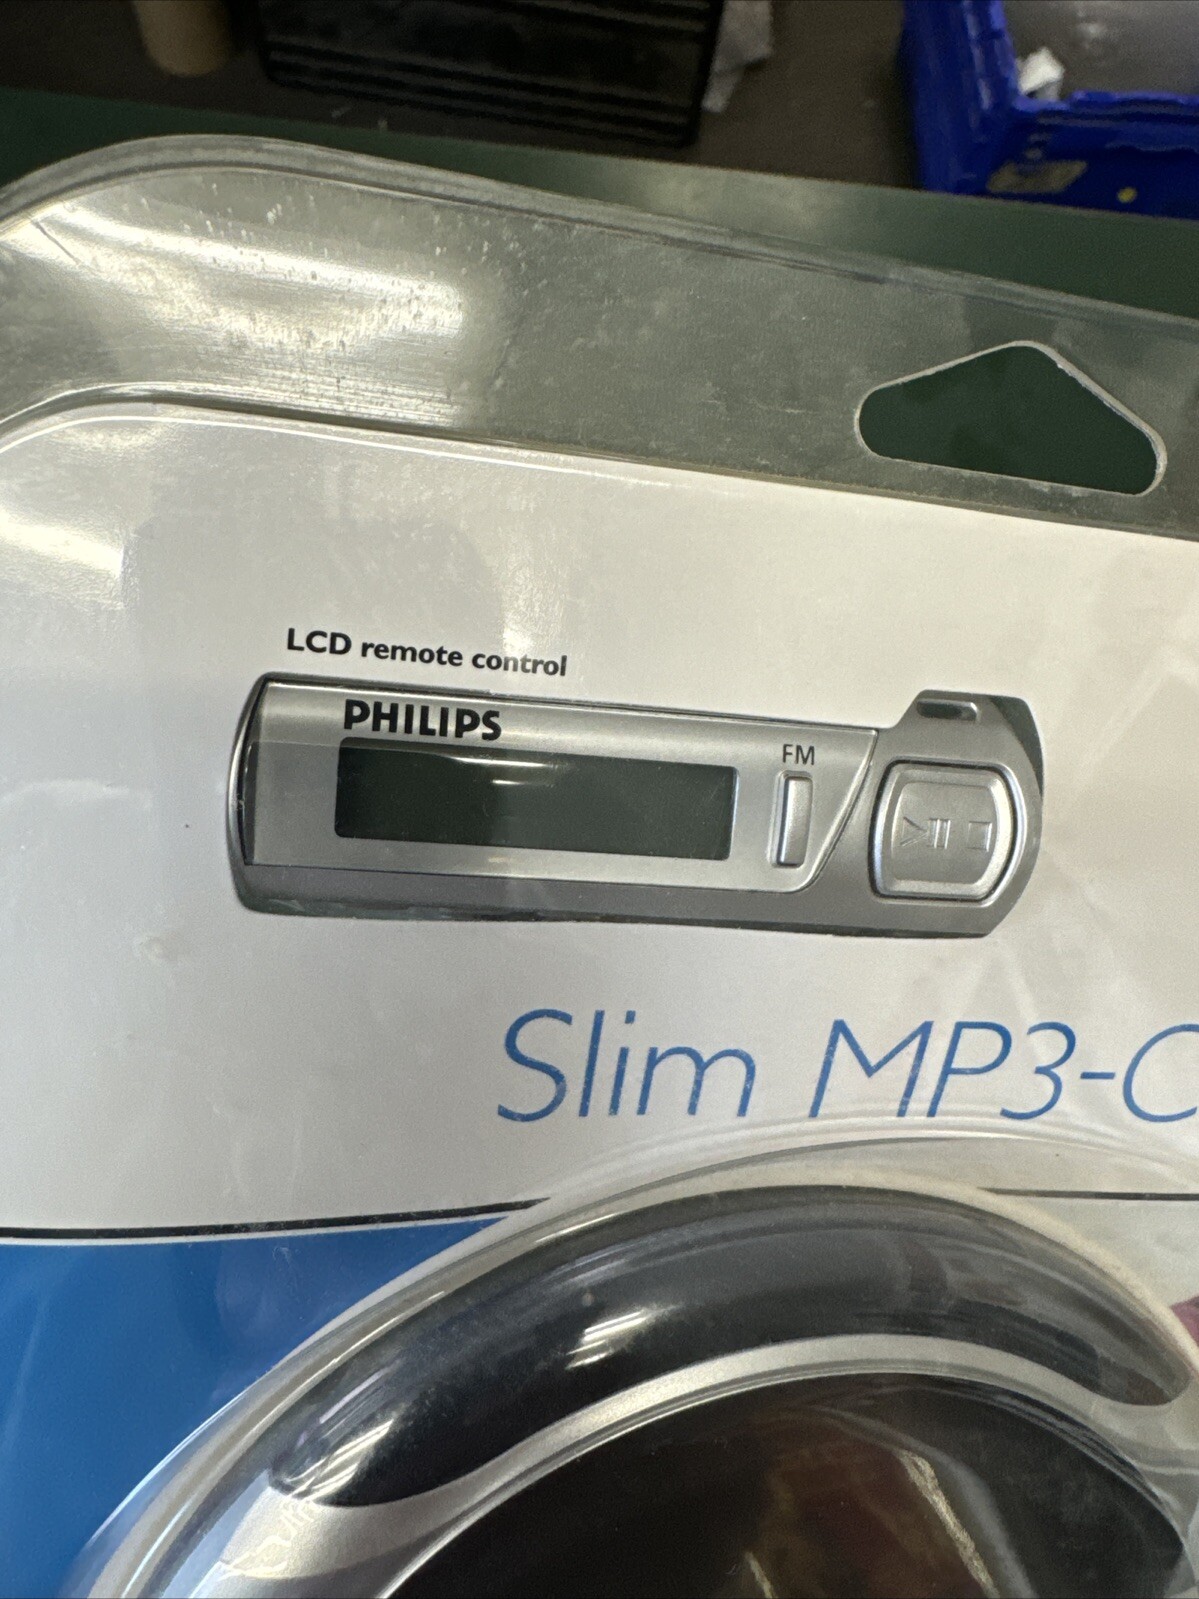 LCD remote control
PHILIPS
FM
Slim MP3-C